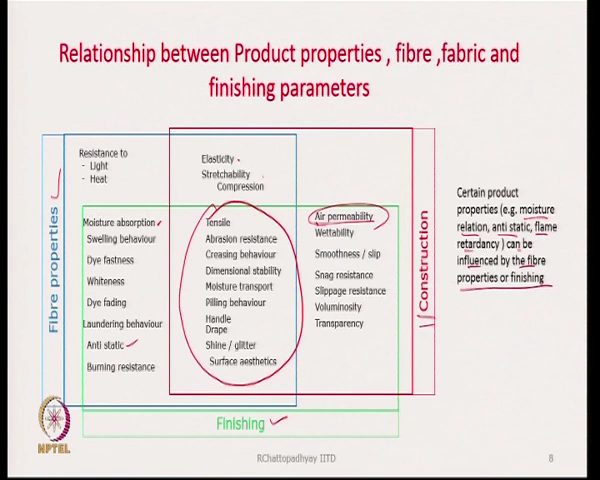 Relationship between Product properties , fibre ,fabric and
finishing parameters
Fibre properties
Resistance to
- Light
- Heat
Moisture absorption
Swelling behaviour
Dye fastness
Whiteness
Dye fading
Laundering behaviour
Anti static
Burning resistance
Elasticity
Stretchability
Compression
Tensile
Abrasion resistance
Creasing behaviour
Dimensional stability
Moisture transport
Pilling behaviour
Handle
Drape
Shine / glitter
Surface aesthetics
Air permeability
Wettability
Smoothness / slip
Snag resistance
Slippage resistance
Voluminosity
Transparency
Construction
Finishing
Certain product
properties (e.g. moisture
relation, anti static, flame
retardancy ) can be
influenced by the fibre
properties or finishing
NPTEL
RChattopadhyay IITD
8